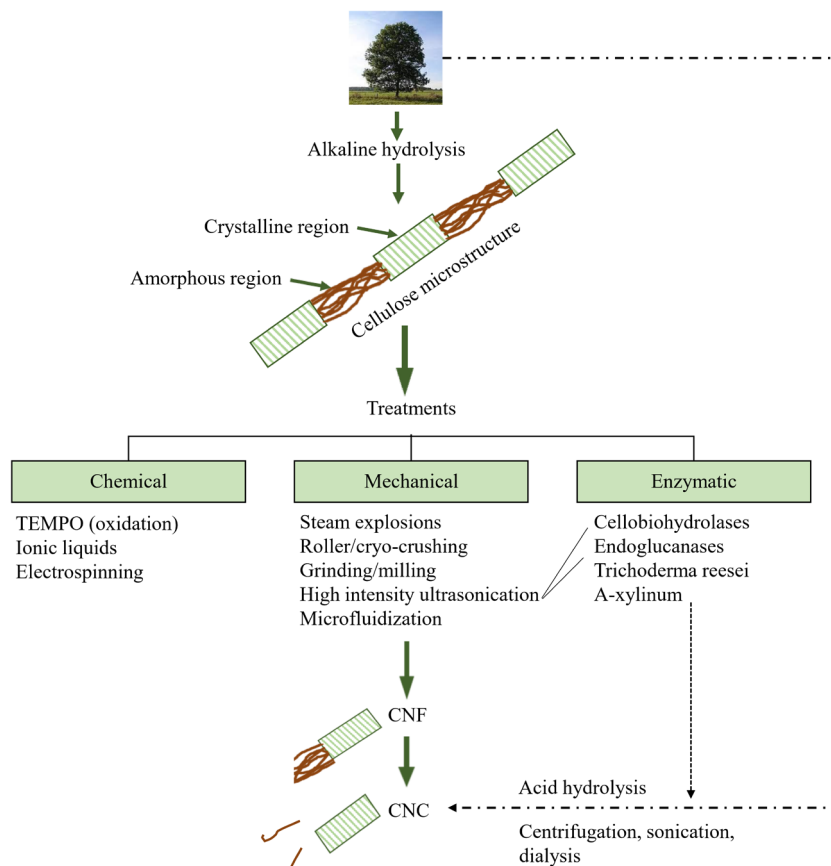 Alkaline hydrolysis
Crystalline region
Amorphous region
Cellulose microstructure
Treatments
Chemical
Mechanical
Enzymatic
TEMPO (oxidation)
Ionic liquids
Electrospinning
Steam explosions
Roller/cryo-crushing
Grinding/milling
High intensity ultrasonication
Microfluidization
Cellobiohydrolases
Endoglucanases
Trichoderma reesei
A-xylinum
CNF
CNC
Acid hydrolysis
Centrifugation, sonication,
dialysis